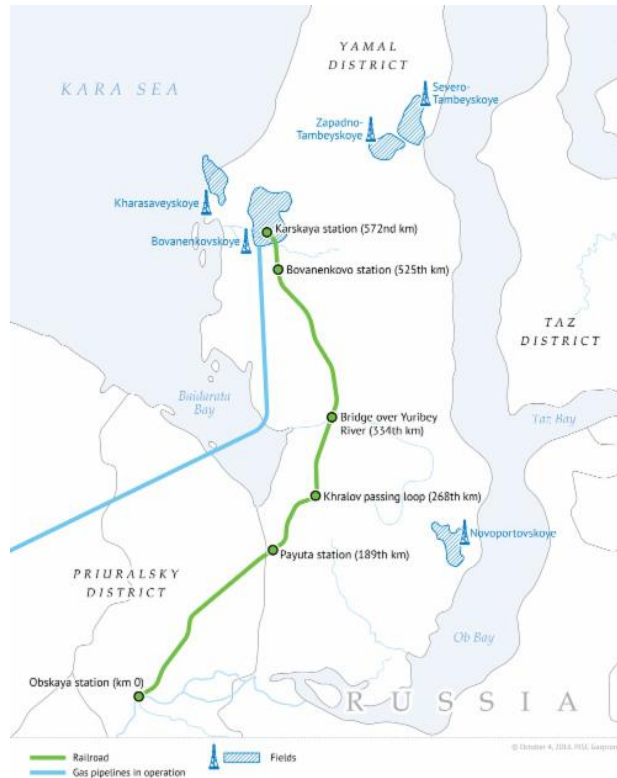 YAMAL
DISTRICT
KARA SEA
Severo-
Tambeyskoye
Zapadno-
Tambeyskoye
Kharasaveyskoye
Bovanenkovskoye
Karskaya station (572nd km)
Bovanenkovo station (525th km)
TAZ
DISTRICT
Baidarata
Bay
Bridge over Yuribey
River (334th km)
Taz Bay
Khralov passing loop (268th km)
Novoportovskoye
Payuta station (189th km)
PRIURALSKY
DISTRICT
Ob Bay
Obskaya station (km 0)
RUSSIA
Railroad
Gas pipelines in operation
Fields